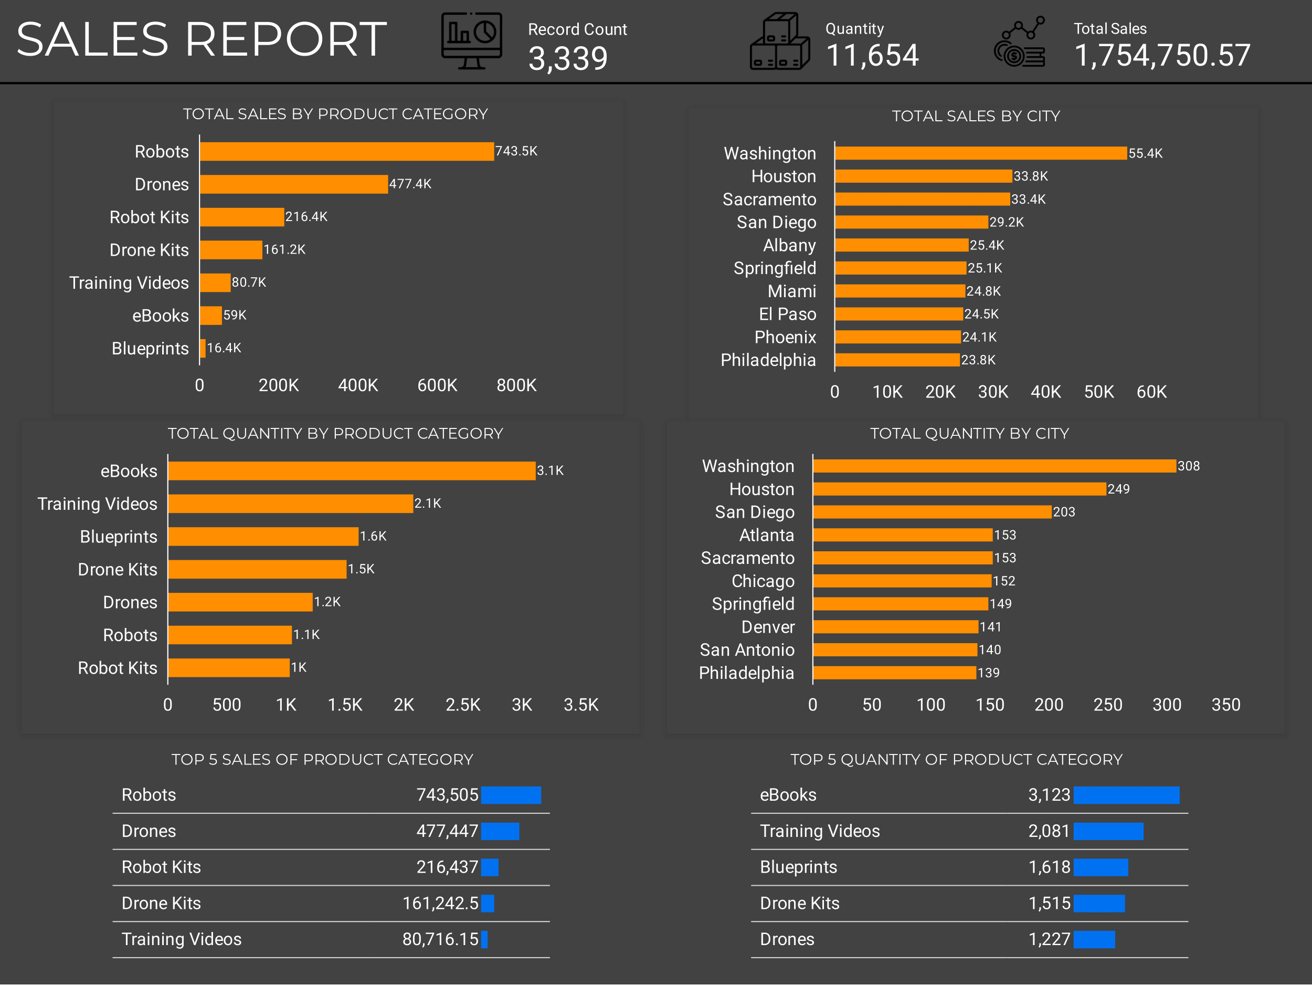 SALES REPORT
Record Count
3,339
Quantity
11,654
Total Sales
1,754,750.57
TOTAL SALES BY PRODUCT CATEGORY
Robots 743.5K
Drones 477.4K
Robot Kits 216.4K
Drone Kits 161.2K
Training Videos 80.7K
eBooks 59K
Blueprints 16.4K
0 200K 400K 600K 800K
TOTAL SALES BY CITY
Washington 55.4K
Houston 33.8K
Sacramento 33.4K
San Diego 29.2K
Albany 25.4K
Springfield 25.1K
Miami 24.8K
El Paso 24.5K
Phoenix 24.1K
Philadelphia 23.8K
0 10K 20K 30K 40K 50K 60K
TOTAL QUANTITY BY PRODUCT CATEGORY
eBooks 3.1K
Training Videos 2.1K
Blueprints 1.6K
Drone Kits 1.5K
Drones 1.2K
Robots 1.1K
Robot Kits 1K
0 500 1K 1.5K 2K 2.5K 3K 3.5K
TOTAL QUANTITY BY CITY
Washington 308
Houston 249
San Diego 203
Atlanta 153
Sacramento 153
Chicago 152
Springfield 149
Denver 141
San Antonio 140
Philadelphia 139
0 50 100 150 200 250 300 350
TOP 5 SALES OF PRODUCT CATEGORY
Robots 743,505
Drones 477,447
Robot Kits 216,437
Drone Kits 161,242.5
Training Videos 80,716.15
TOP 5 QUANTITY OF PRODUCT CATEGORY
eBooks 3,123
Training Videos 2,081
Blueprints 1,618
Drone Kits 1,515
Drones 1,227